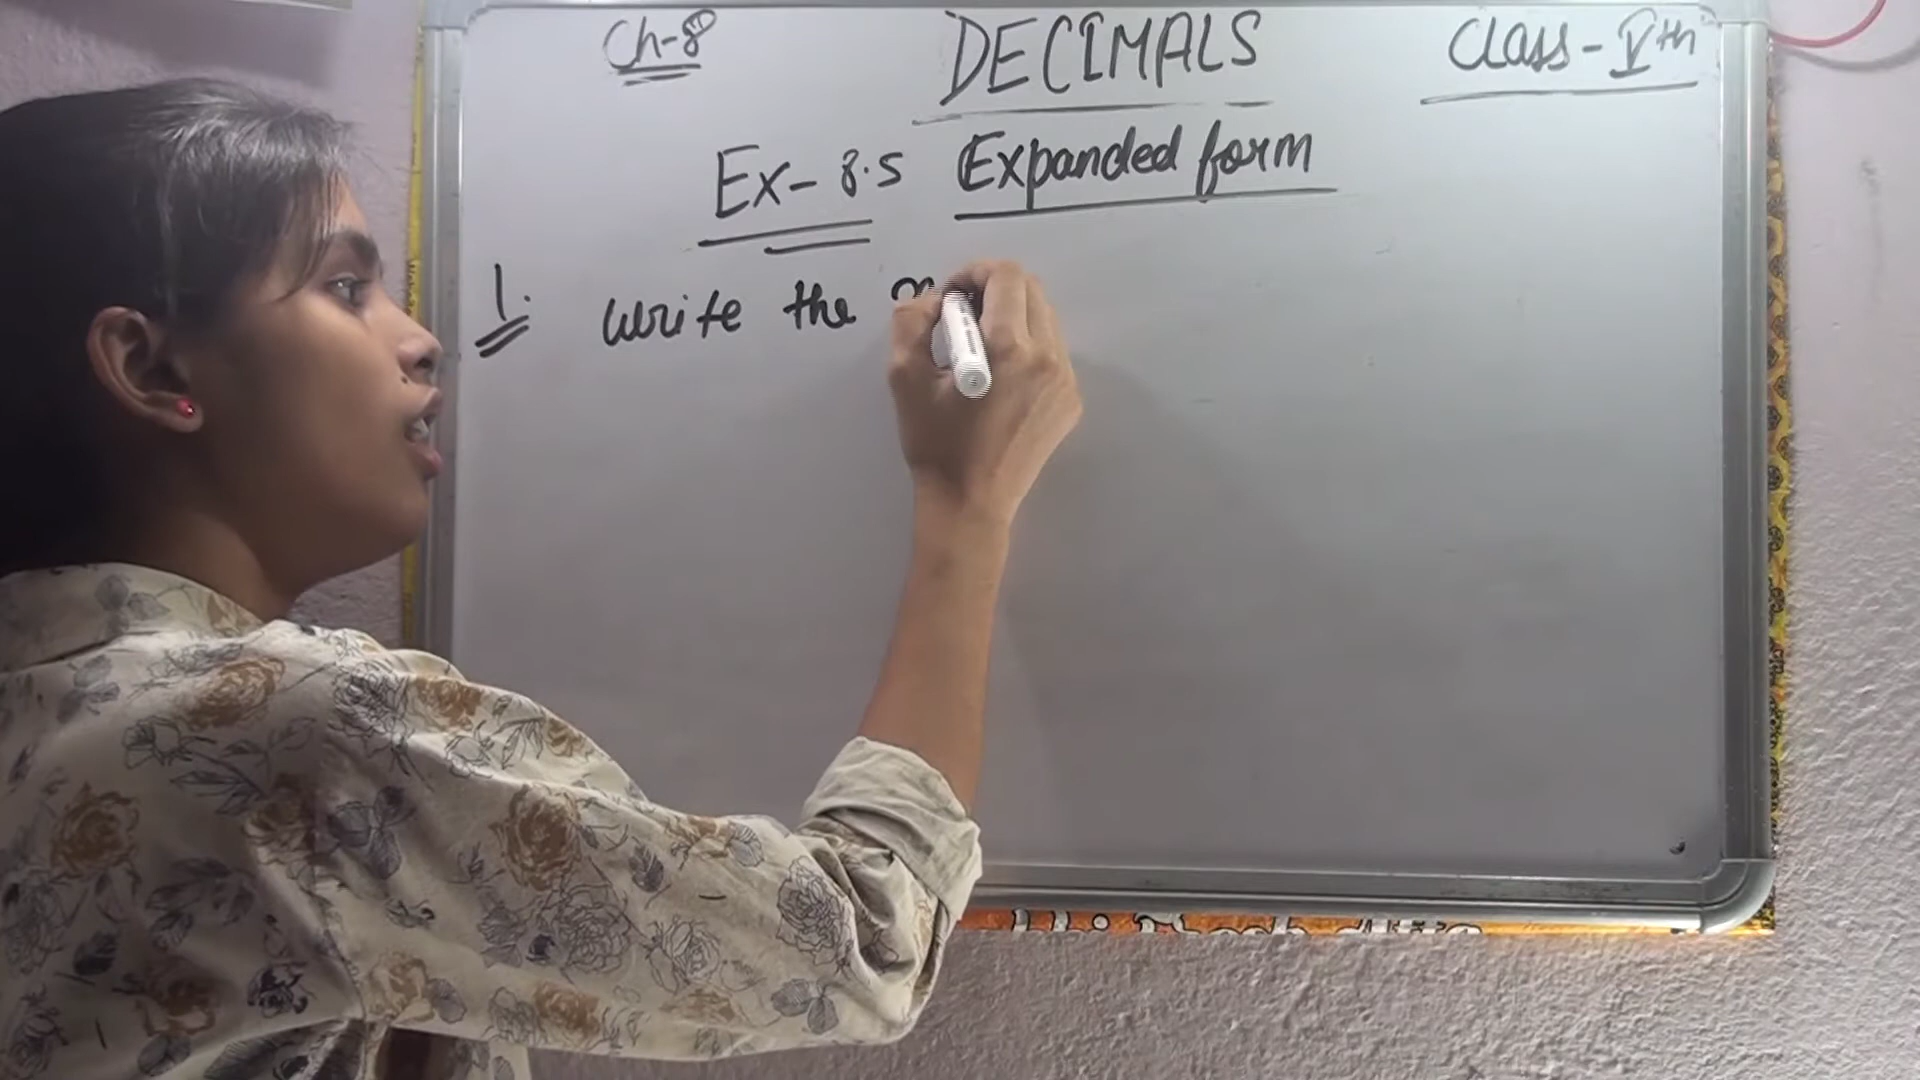 Ch-8 DECIMALS Class-Vth
Ex-8.5 Expanded form
1. Write the